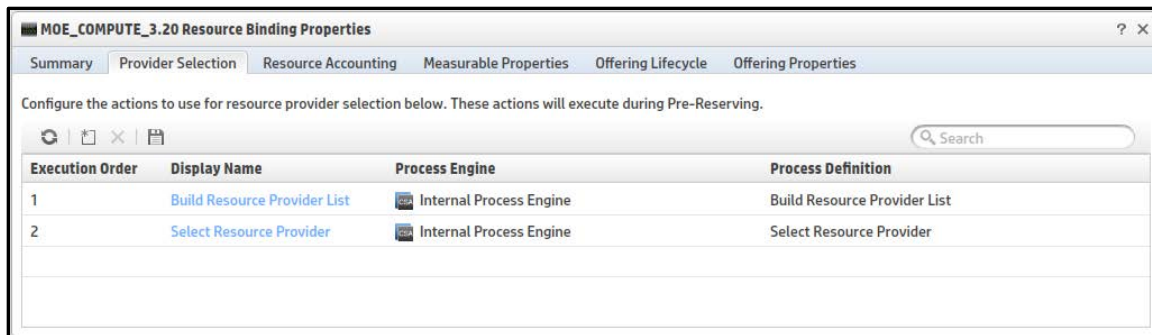 MOE_COMPUTE_3.20 Resource Binding Properties ? ×
Summary Provider Selection Resource Accounting Measurable Properties Offering Lifecycle Offering Properties
Configure the actions to use for resource provider selection below. These actions will execute during Pre-Reserving.
Search
Execution Order Display Name Process Engine Process Definition
1 Build Resource Provider List CSA Internal Process Engine Build Resource Provider List
2 Select Resource Provider CSA Internal Process Engine Select Resource Provider